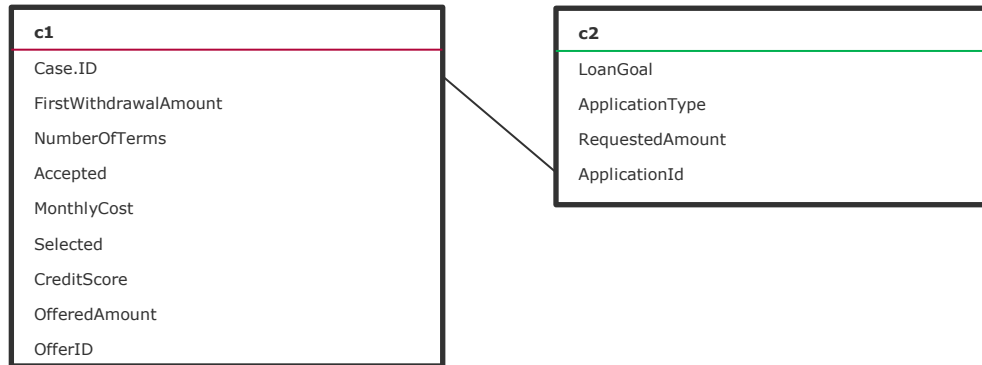 c1
Case.ID
FirstWithdrawalAmount
NumberOfTerms
Accepted
MonthlyCost
Selected
CreditScore
OfferedAmount
OfferID
c2
LoanGoal
ApplicationType
RequestedAmount
ApplicationId